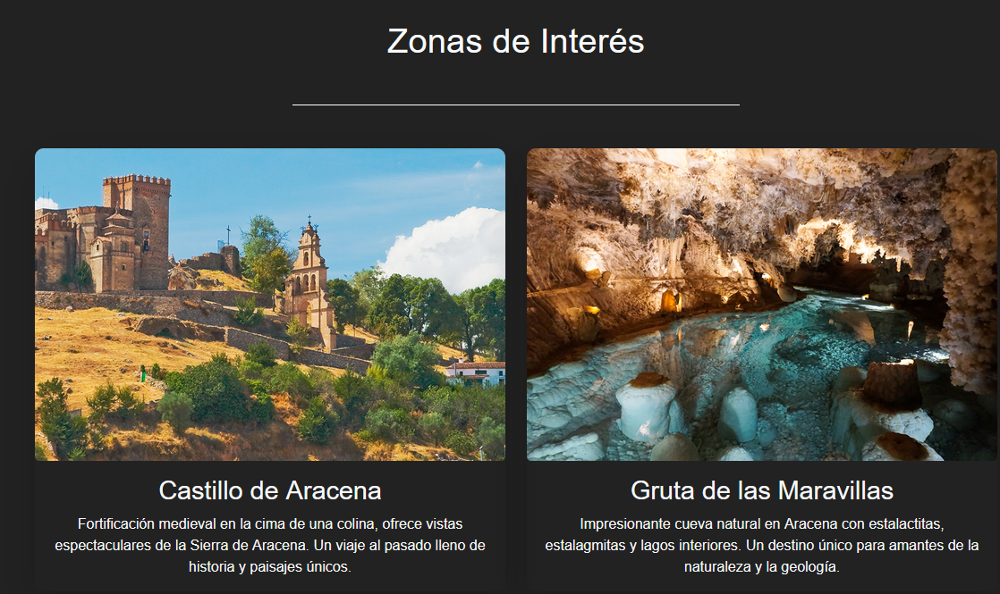 Zonas de Interés
Castillo de Aracena
Fortificación medieval en la cima de una colina, ofrece vistas
espectaculares de la Sierra de Aracena. Un viaje al pasado lleno de
historia y paisajes únicos.
Gruta de las Maravillas
Impresionante cueva natural en Aracena con estalactitas,
estalagmitas y lagos interiores. Un destino único para amantes de la
naturaleza y la geología.